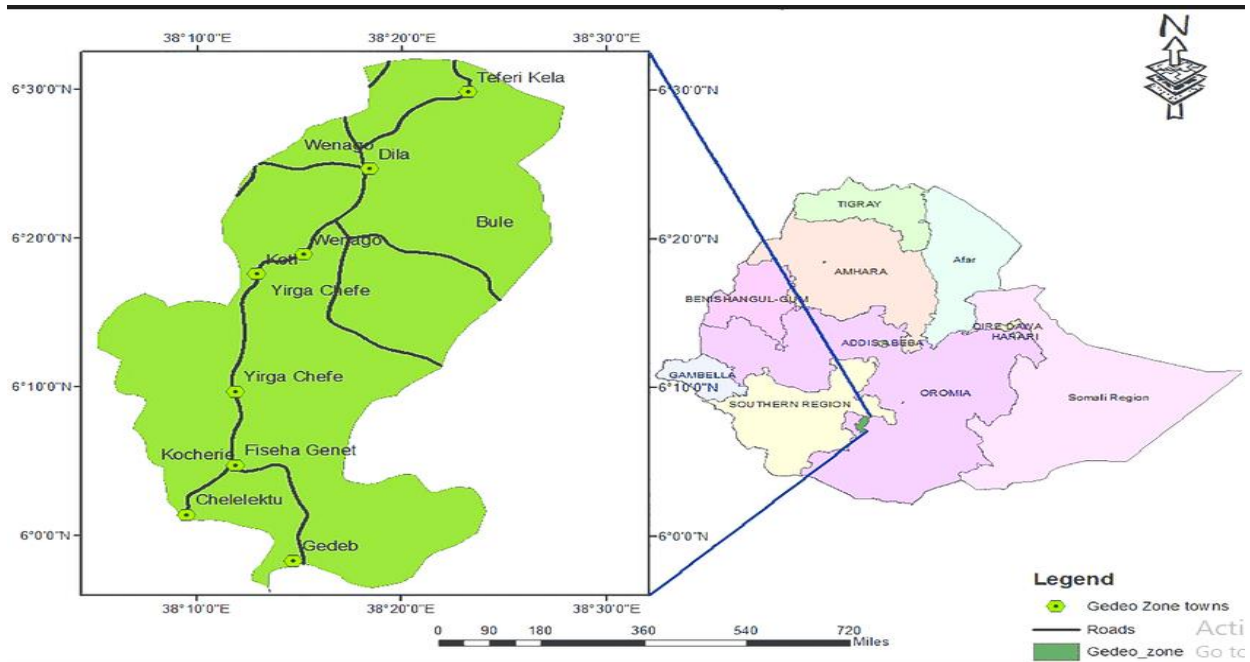 38°10'0"E 38°20'0"E 38°30'0"E
N
6°30'0"N
6°20'0"N
6°10'0"N
6°0'0"N
Teferi Kela
Wenago
Dila
Bule
Wenago
Koti
Yirga Chefe
Yirga Chefe
Kocherie
Fiseha Genet
Chelelektu
Gedeb
38°10'0"E 38°20'0"E 38°30'0"E
6°30'0"N
6°20'0"N
6°10'0"N
6°0'0"N
TIGRAY
Afar
AMHARA
BENISHANGUL-GUM
DIRE DAWA
HARARI
ADDIS ABEBA
GAMBELLA
SOUTHERN REGION
OROMIA
Somali Region
0 90 180 360 540 720
Miles
Legend
Gedeo Zone towns
Roads
Gedeo_zone
Acti
Go to